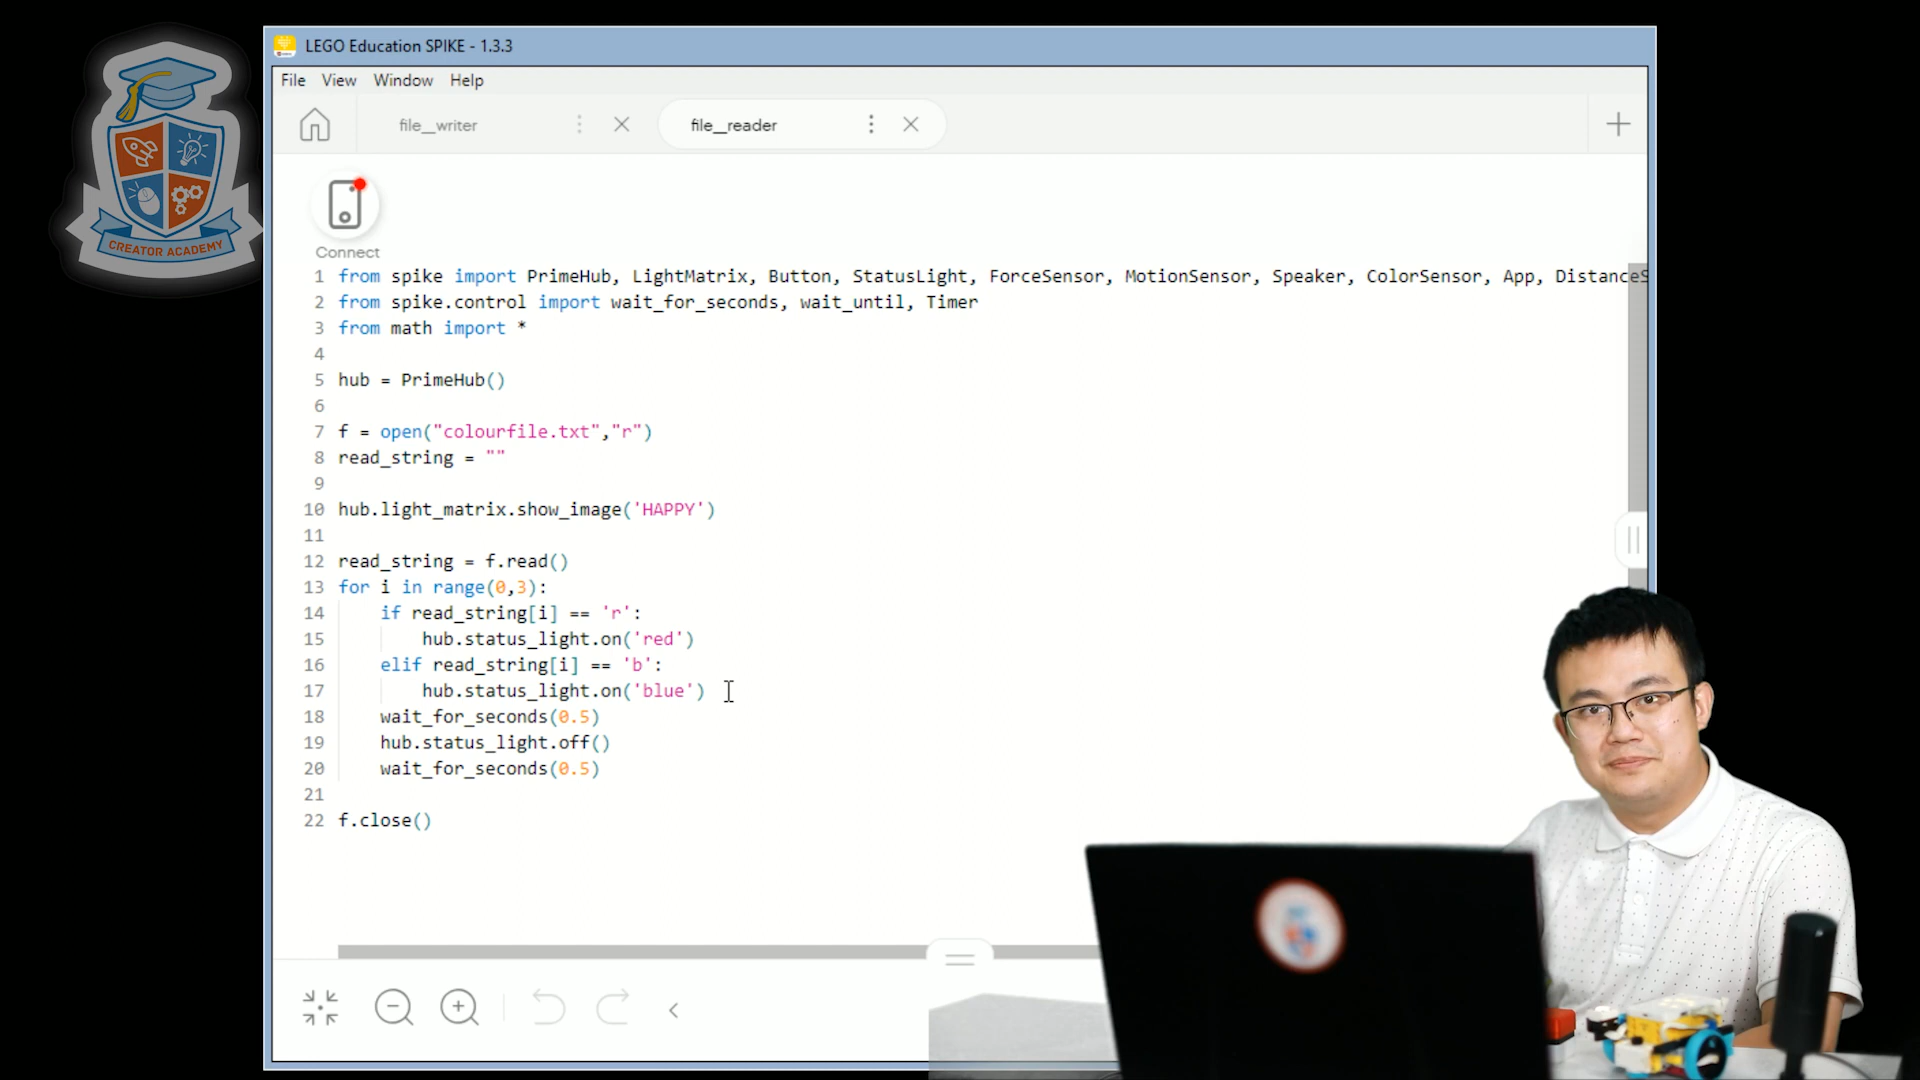 CREATOR ACADEMY
LEGO Education SPIKE - 1.3.3
File View Window Help
file_writer
file_reader
Connect
1 from spike import PrimeHub, LightMatrix, Button, StatusLight, ForceSensor, MotionSensor, Speaker, ColorSensor, App, DistanceS
2 from spike.control import wait_for_seconds, wait_until, Timer
3 from math import *
4
5 hub = PrimeHub()
6
7 f = open("colourfile.txt","r")
8 read_string = ""
9
10 hub.light_matrix.show_image('HAPPY')
11
12 read_string = f.read()
13 for i in range(0,3):
14 if read_string[i] == 'r':
15 hub.status_light.on('red')
16 elif read_string[i] == 'b':
17 hub.status_light.on('blue')
18 wait_for_seconds(0.5)
19 hub.status_light.off()
20 wait_for_seconds(0.5)
21
22 f.close()